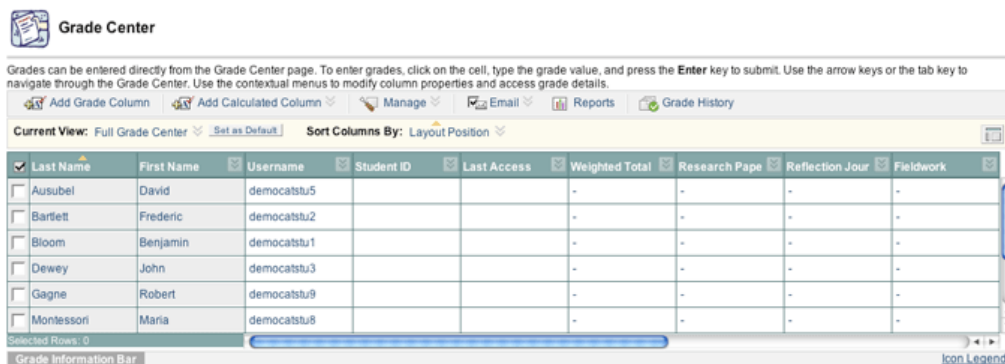 Grade Center
Grades can be entered directly from the Grade Center page. To enter grades, click on the cell, type the grade value, and press the Enter key to submit. Use the arrow keys or the tab key to
navigate through the Grade Center. Use the contextual menus to modify column properties and access grade details.
Add Grade Column Add Calculated Column Manage Email Reports Grade History
Current View: Full Grade Center Set as Default Sort Columns By: Layout Position
Last Name First Name Username Student ID Last Access Weighted Total Research Pape Reflection Jour Fieldwork
Ausubel David democatstu5 - - - -
Bartlett Frederic democatstu2 - - - -
Bloom Benjamin democatstu1 - - - -
Dewey John democatstu3 - - - -
Gagne Robert democatstu9 - - - -
Montessori Maria democatstu8 - - - -
Selected Rows: 0
Grade Information Bar Icon Legend